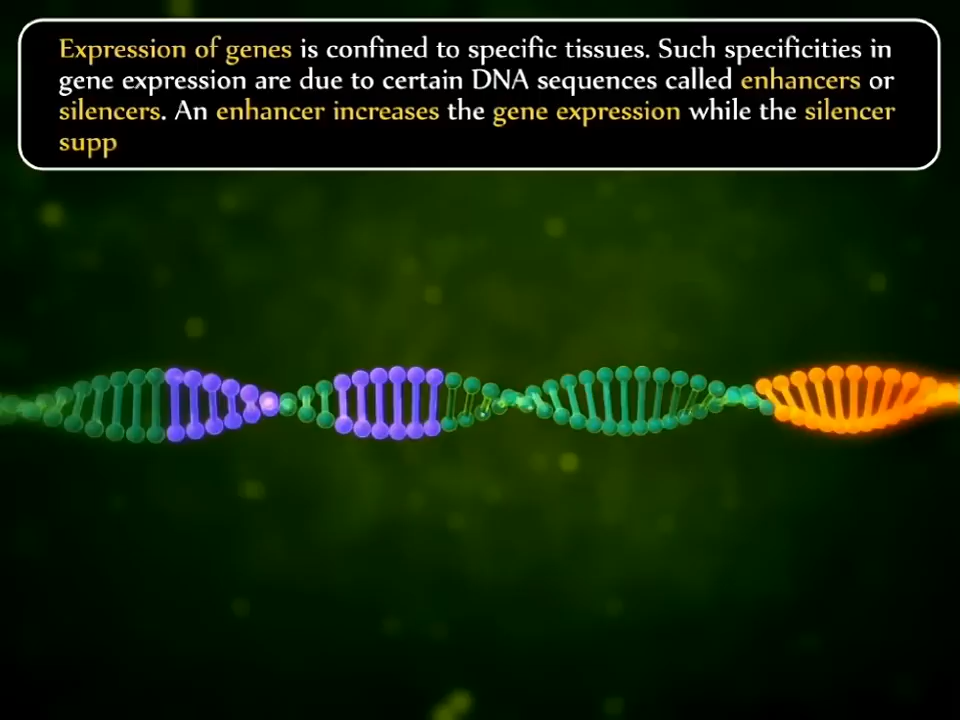 Expression of genes is confined to specific tissues. Such specificities in
gene expression are due to certain DNA sequences called enhancers or
silencers. An enhancer increases the gene expression while the silencer
supp